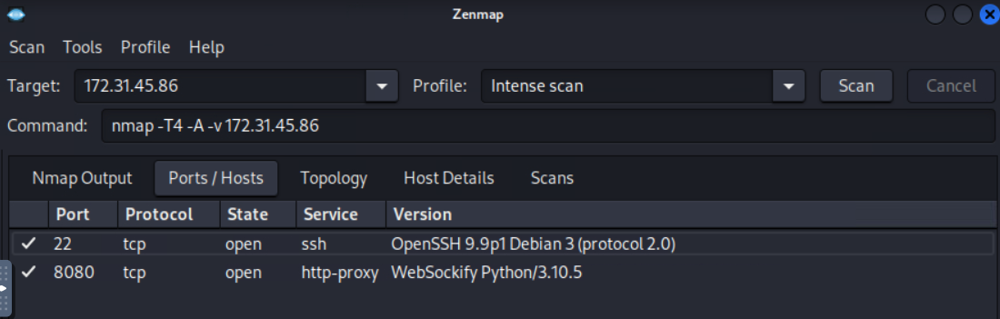 Zenmap
Scan Tools Profile Help
Target: 172.31.45.86 Profile: Intense scan Scan Cancel
Command: nmap -T4 -A -v 172.31.45.86
Nmap Output Ports / Hosts Topology Host Details Scans
Port Protocol State Service Version
22 tcp open ssh OpenSSH 9.9p1 Debian 3 (protocol 2.0)
8080 tcp open http-proxy WebSockify Python/3.10.5